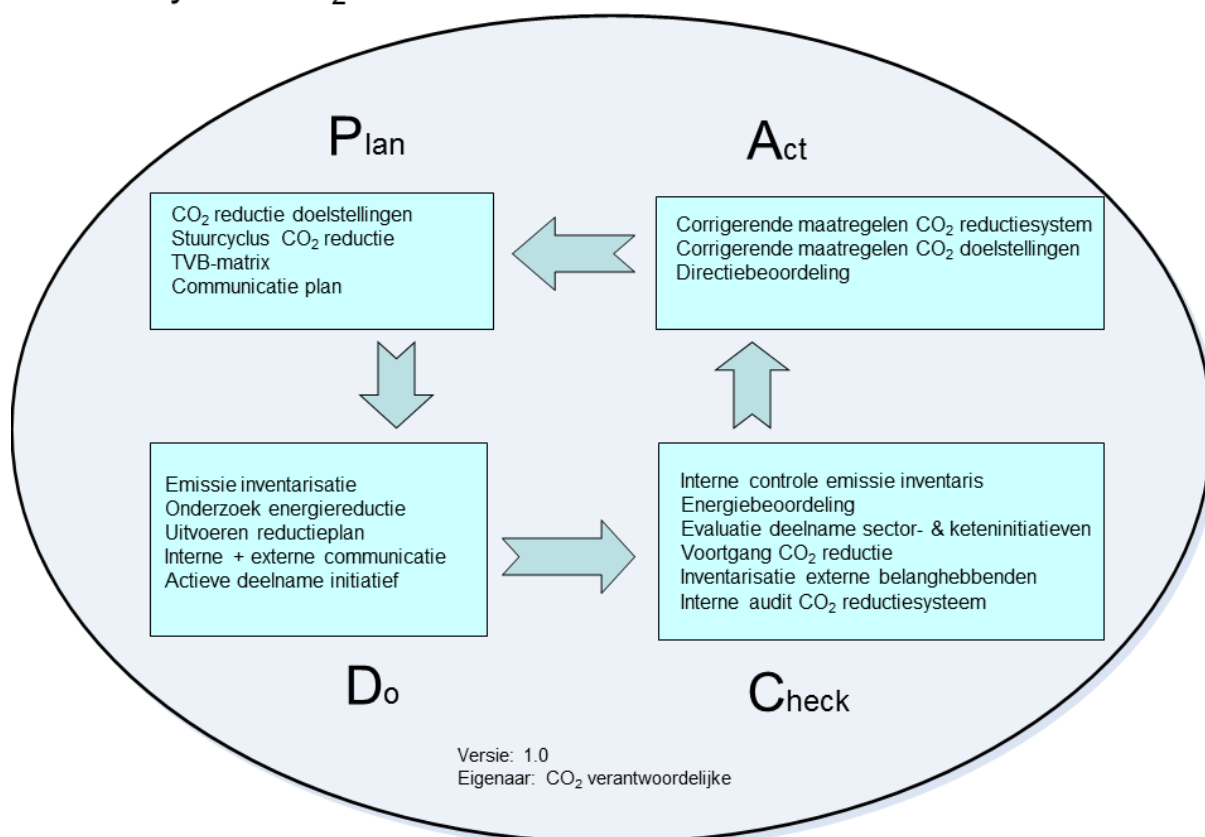 Plan
CO₂ reductie doelstellingen
Stuurcyclus CO₂ reductie
TVB-matrix
Communicatie plan
Act
Corrigerende maatregelen CO₂ reductiesystem
Corrigerende maatregelen CO₂ doelstellingen
Directiebeoordeling
Emissie inventarisatie
Onderzoek energiereductie
Uitvoeren reductieplan
Interne + externe communicatie
Actieve deelname initiatief
Do
Interne controle emissie inventaris
Energiebeoordeling
Evaluatie deelname sector- & keteninitiatieven
Voortgang CO₂ reductie
Inventarisatie externe belanghebbenden
Interne audit CO₂ reductiesysteem
Check
Versie: 1.0
Eigenaar: CO₂ verantwoordelijke